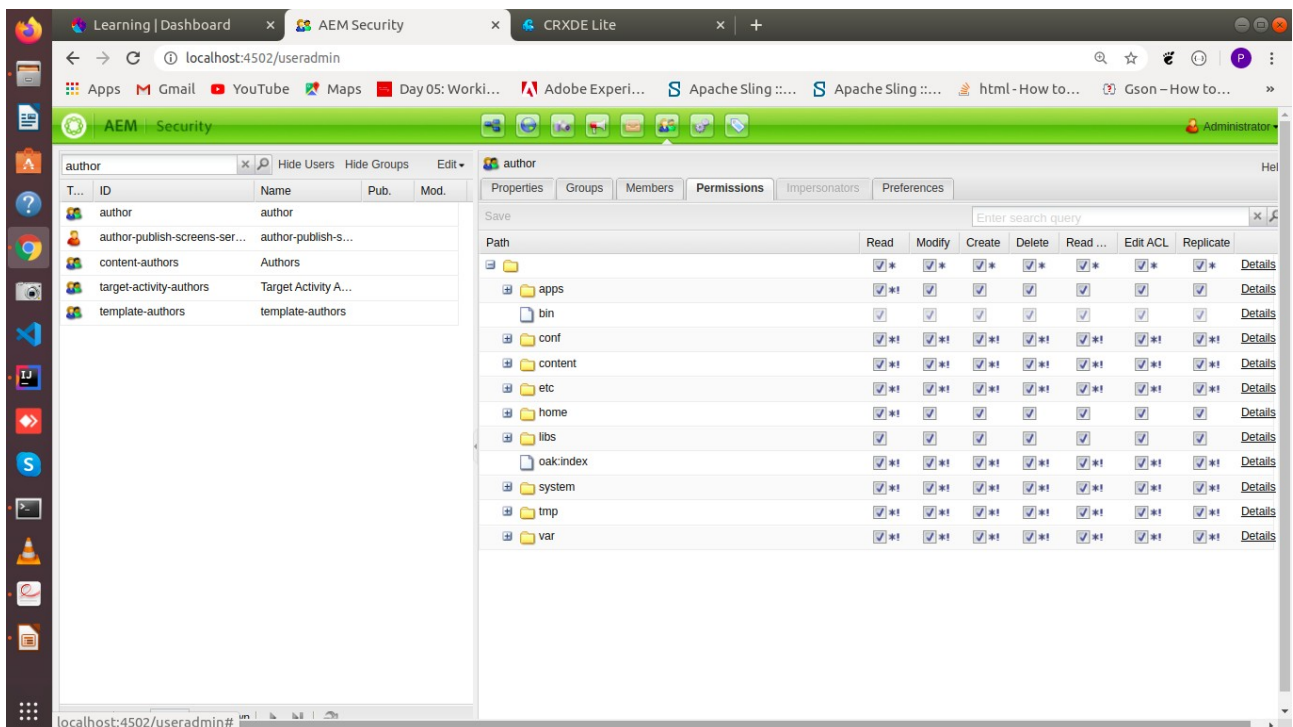 Learning | Dashboard × AEM Security × CRXDE Lite × +
localhost:4502/useradmin P
Apps M Gmail YouTube Maps Day 05: Worki... Adobe Experi... Apache Sling ::... Apache Sling ::... html - How to... Gson – How to... »
AEM Security Administrator
author × Hide Users Hide Groups Edit
T... ID Name Pub. Mod.
author author
author-publish-screens-ser... author-publish-s...
content-authors Authors
target-activity-authors Target Activity A...
template-authors template-authors
author Hel
Properties Groups Members Permissions Impersonators Preferences
Save Enter search query ×
Path Read Modify Create Delete Read ... Edit ACL Replicate
* * * * * * * Details
apps *! Details
bin Details
conf *! *! *! *! *! *! *! Details
content *! *! *! *! *! *! *! Details
etc *! *! *! *! *! *! *! Details
home *! Details
libs Details
oak:index *! *! *! *! *! *! *! Details
system *! *! *! *! *! *! *! Details
tmp *! *! *! *! *! *! *! Details
var *! *! *! *! *! *! *! Details
localhost:4502/useradmin#